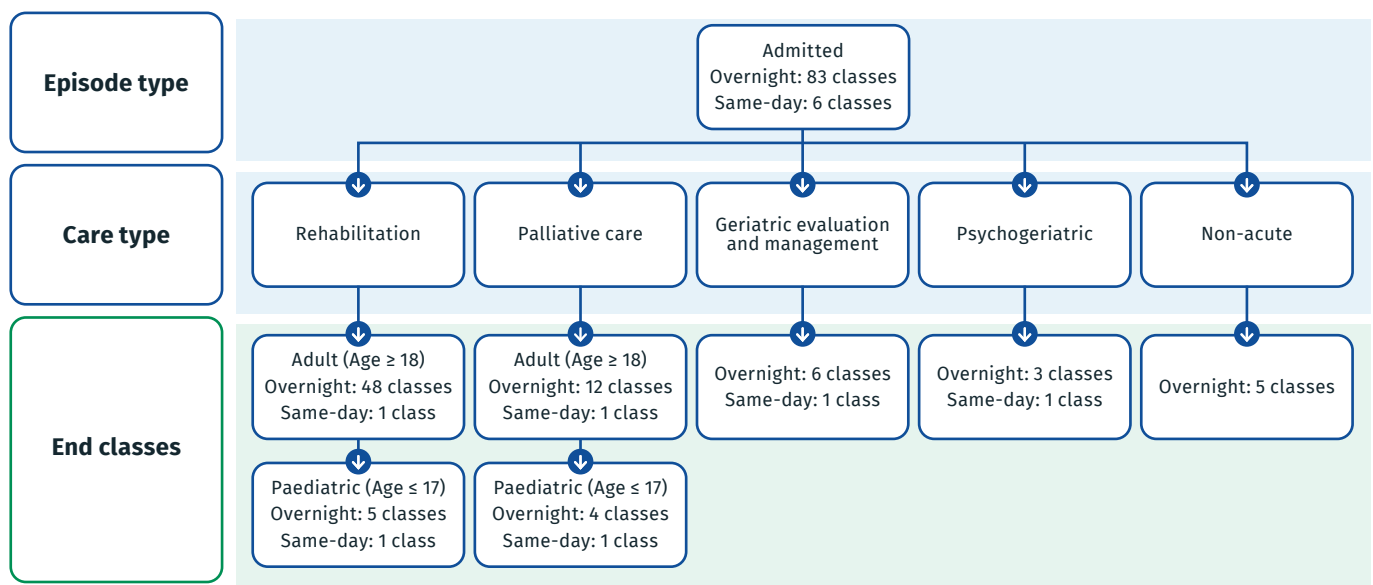 Episode type
Admitted
Overnight: 83 classes
Same-day: 6 classes
Care type
Rehabilitation
Palliative care
Geriatric evaluation
and management
Psychogeriatric
Non-acute
End classes
Adult (Age ≥ 18)
Overnight: 48 classes
Same-day: 1 class
Adult (Age ≥ 18)
Overnight: 12 classes
Same-day: 1 class
Overnight: 6 classes
Same-day: 1 class
Overnight: 3 classes
Same-day: 1 class
Overnight: 5 classes
Paediatric (Age ≤ 17)
Overnight: 5 classes
Same-day: 1 class
Paediatric (Age ≤ 17)
Overnight: 4 classes
Same-day: 1 class